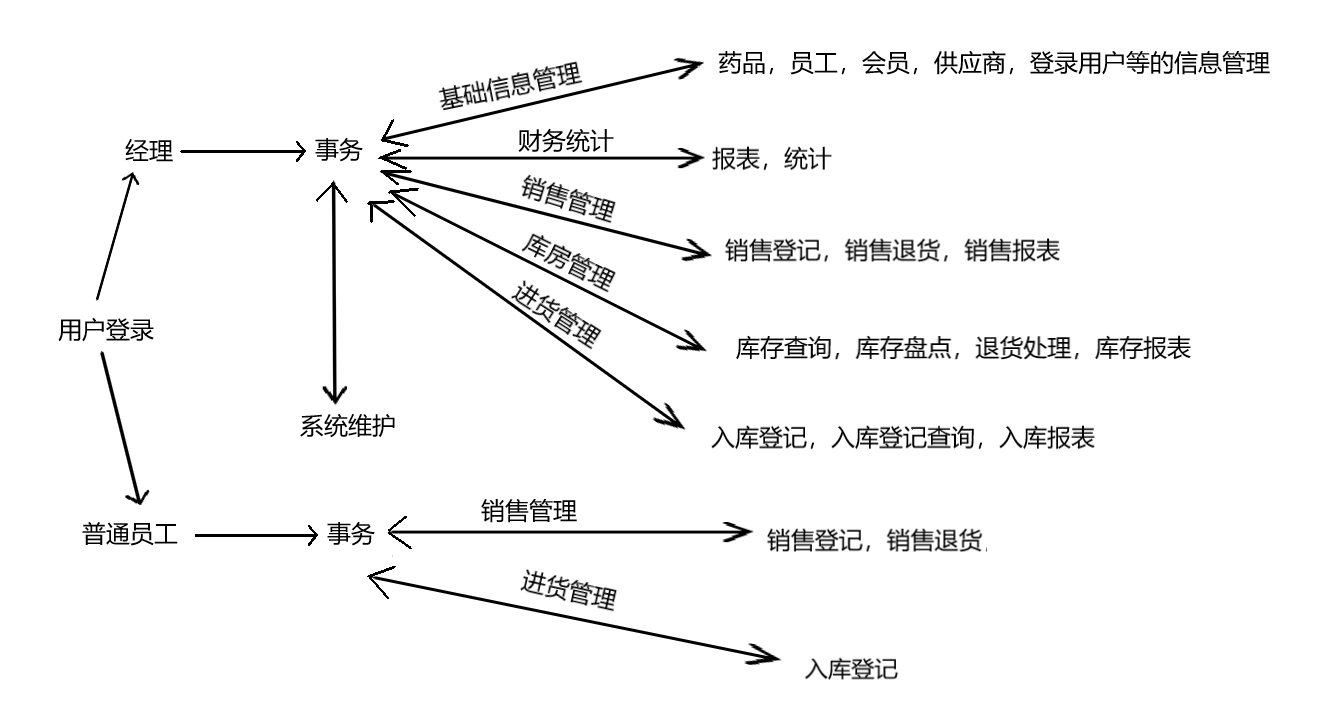 基础信息管理
药品，员工，会员，供应商，登录用户等的信息管理
经理
事务
财务统计
报表，统计
销售管理
销售登记，销售退货，销售报表
库房管理
库存查询，库存盘点，退货处理，库存报表
进货管理
入库登记，入库登记查询，入库报表
用户登录
系统维护
普通员工
事务
销售管理
销售登记，销售退货
进货管理
入库登记